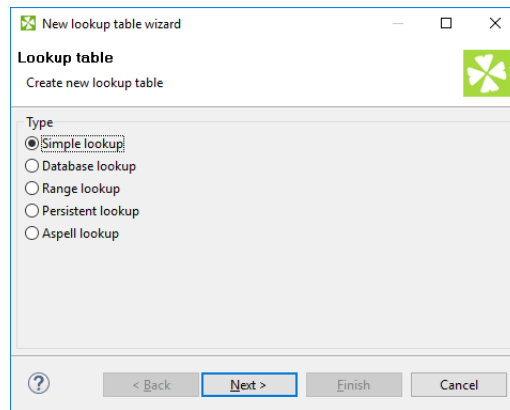 New lookup table wizard
Lookup table
Create new lookup table
Type
Simple lookup
Database lookup
Range lookup
Persistent lookup
Aspell lookup
?
< Back
Next >
Finish
Cancel